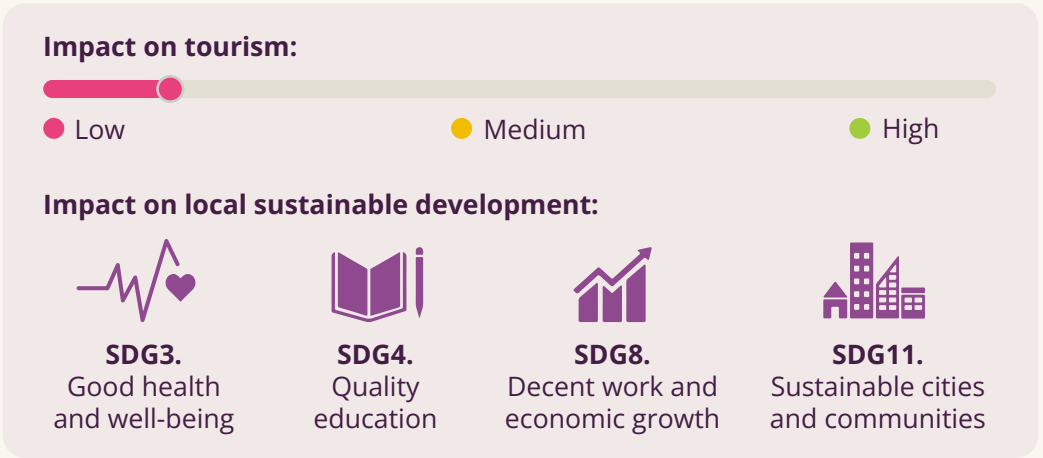 Impact on tourism:
Low
Medium
High
Impact on local sustainable development:
SDG3.
Good health
and well-being
SDG4.
Quality
education
SDG8.
Decent work and
economic growth
SDG11.
Sustainable cities
and communities